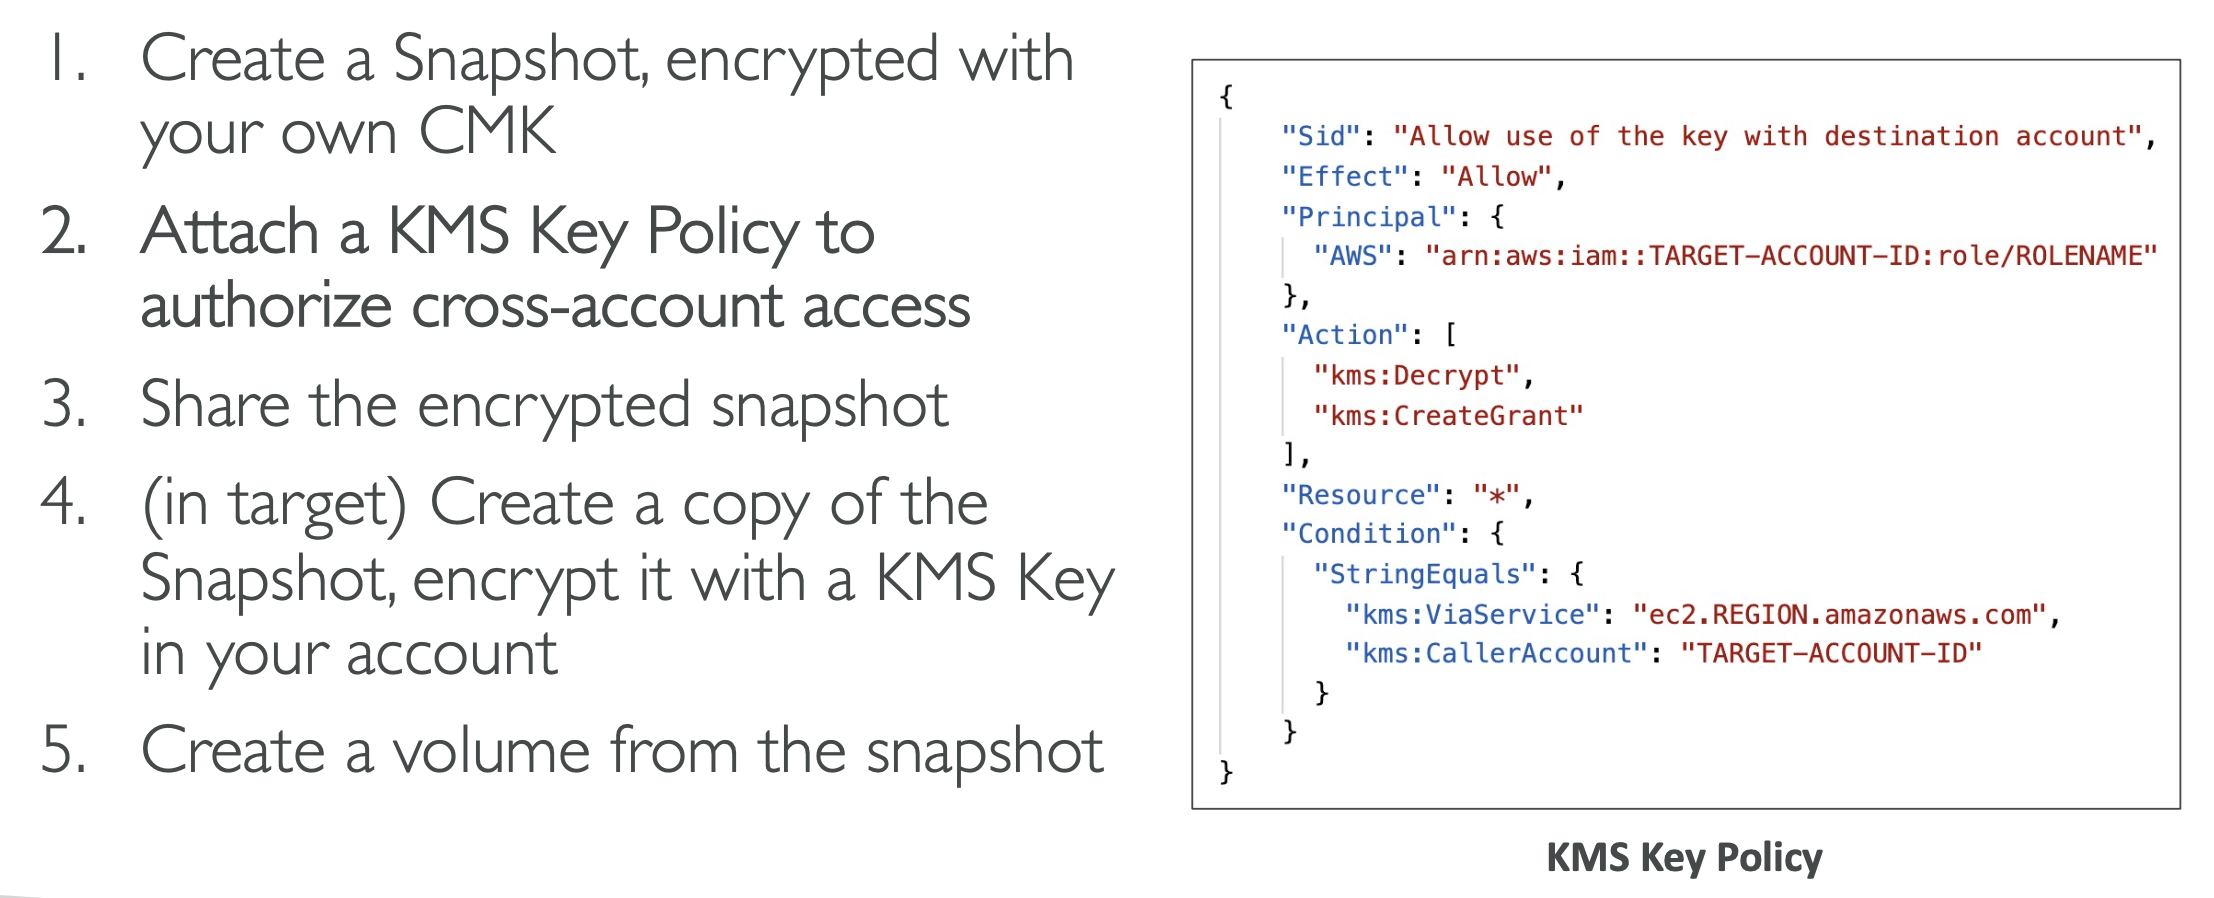 1. Create a Snapshot, encrypted with
your own CMK
2. Attach a KMS Key Policy to
authorize cross-account access
3. Share the encrypted snapshot
4. (in target) Create a copy of the
Snapshot, encrypt it with a KMS Key
in your account
5. Create a volume from the snapshot
{
"Sid": "Allow use of the key with destination account",
"Effect": "Allow",
"Principal": {
"AWS": "arn:aws:iam::TARGET-ACCOUNT-ID:role/ROLENAME"
},
"Action": [
"kms:Decrypt",
"kms:CreateGrant"
],
"Resource": "*",
"Condition": {
"StringEquals": {
"kms:ViaService": "ec2.REGION.amazonaws.com",
"kms:CallerAccount": "TARGET-ACCOUNT-ID"
}
}
}
KMS Key Policy